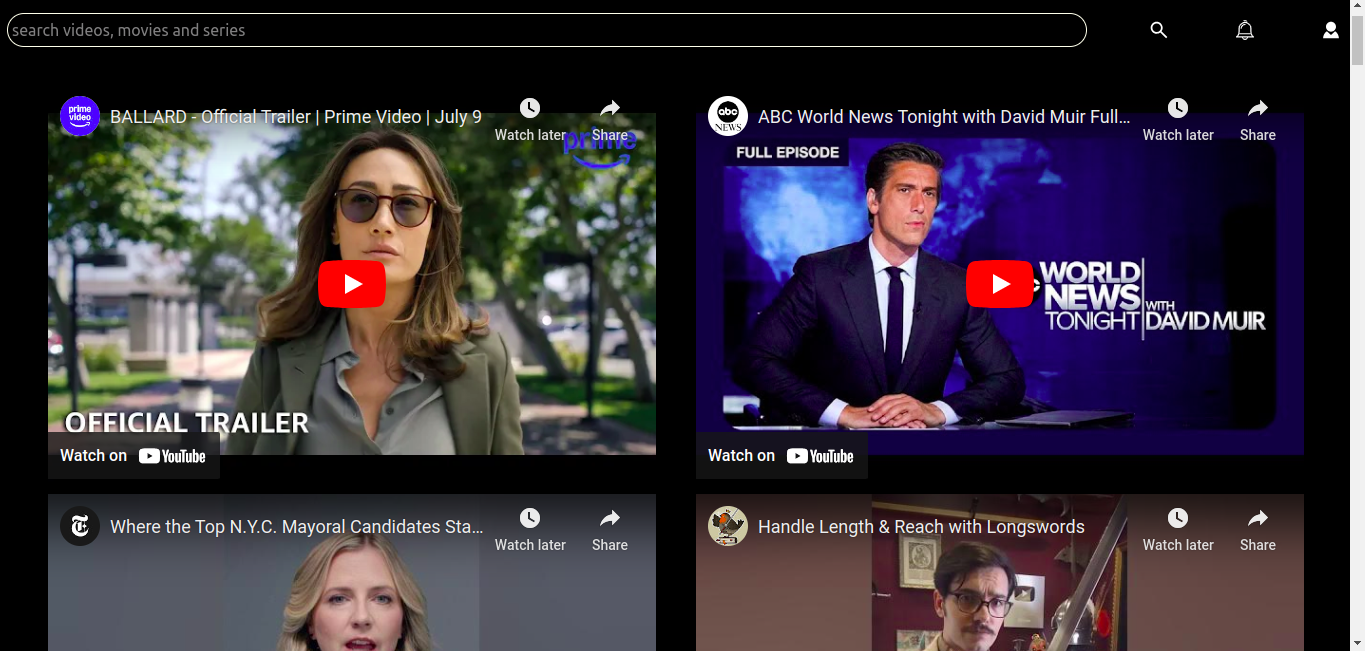 search videos, movies and series
prime video
BALLARD - Official Trailer | Prime Video | July 9
Watch later
Share
prime
OFFICIAL TRAILER
Watch on YouTube
abc NEWS
ABC World News Tonight with David Muir Full...
Watch later
Share
FULL EPISODE
WORLD
NEWS
TONIGHT
WITH
DAVID MUIR
Watch on YouTube
Where the Top N.Y.C. Mayoral Candidates Sta...
Watch later
Share
Handle Length & Reach with Longswords
Watch later
Share